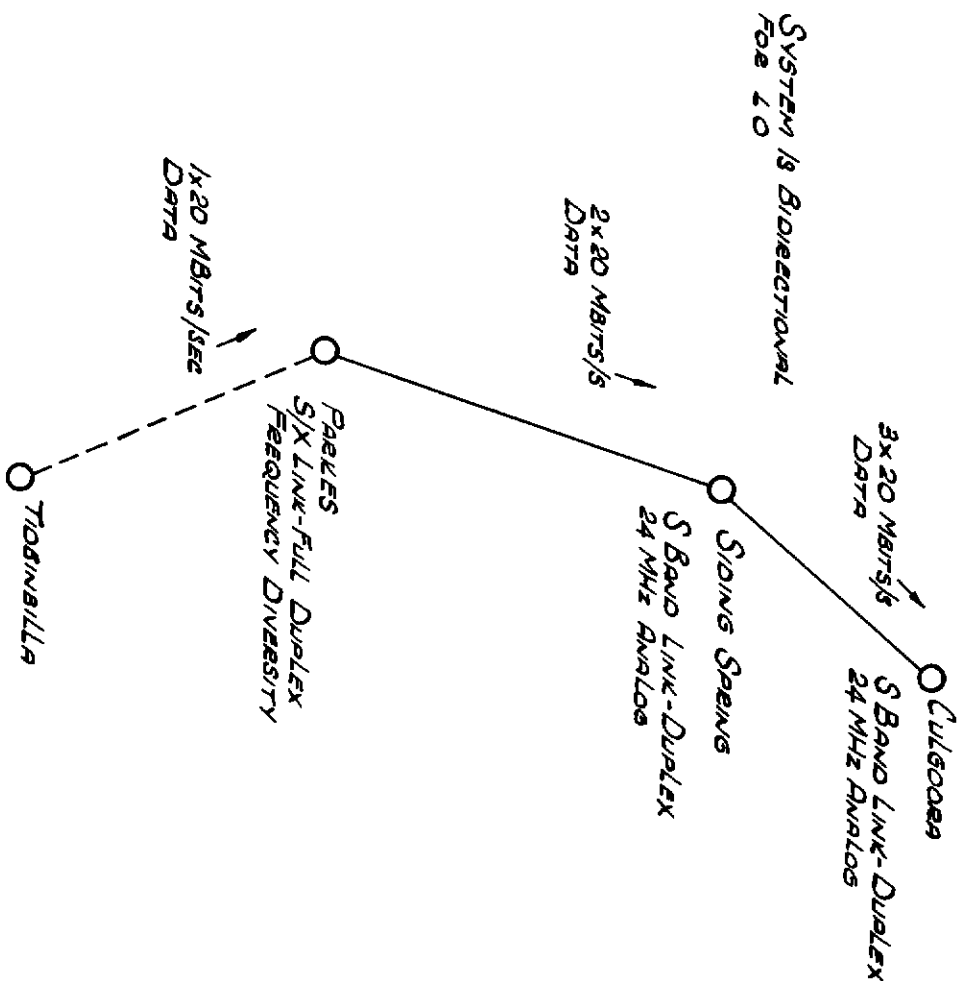 CULGOORA
S BAND LINK-DUPLEX
24 MHz ANALOG
3x20 MBITS/S
DATA
SYSTEM IS BIDIRECTIONAL
FOR LO
SIDING SPRING
S BAND LINK-DUPLEX
24 MHz ANALOG
2x20 MBITS/S
DATA
PARKES
S/X LINK-FULL DUPLEX
FREQUENCY DIVERSITY
1x20 MBITS/SEC
DATA
TIDBINBILLA